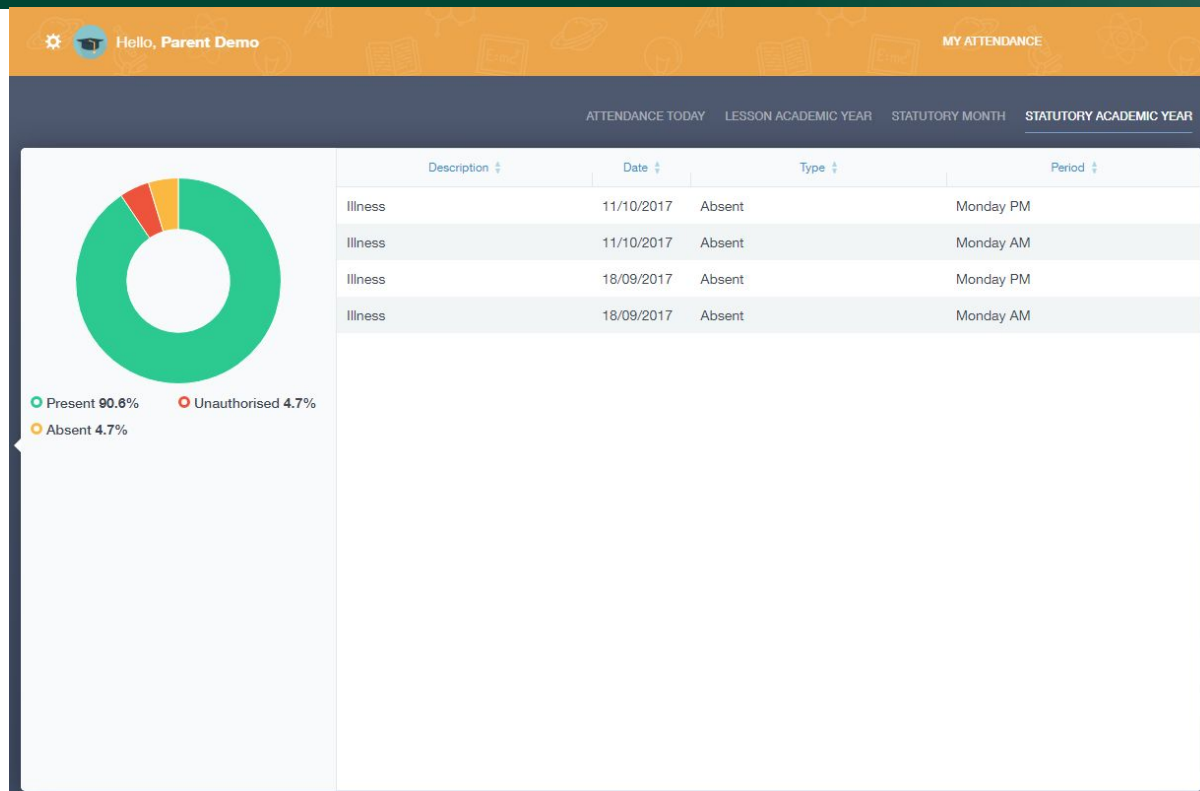 Hello, Parent Demo
MY ATTENDANCE
ATTENDANCE TODAY LESSON ACADEMIC YEAR STATUTORY MONTH STATUTORY ACADEMIC YEAR
Description Date Type Period
Illness 11/10/2017 Absent Monday PM
Illness 11/10/2017 Absent Monday AM
Illness 18/09/2017 Absent Monday PM
Illness 18/09/2017 Absent Monday AM
Present 90.6% Unauthorised 4.7%
Absent 4.7%